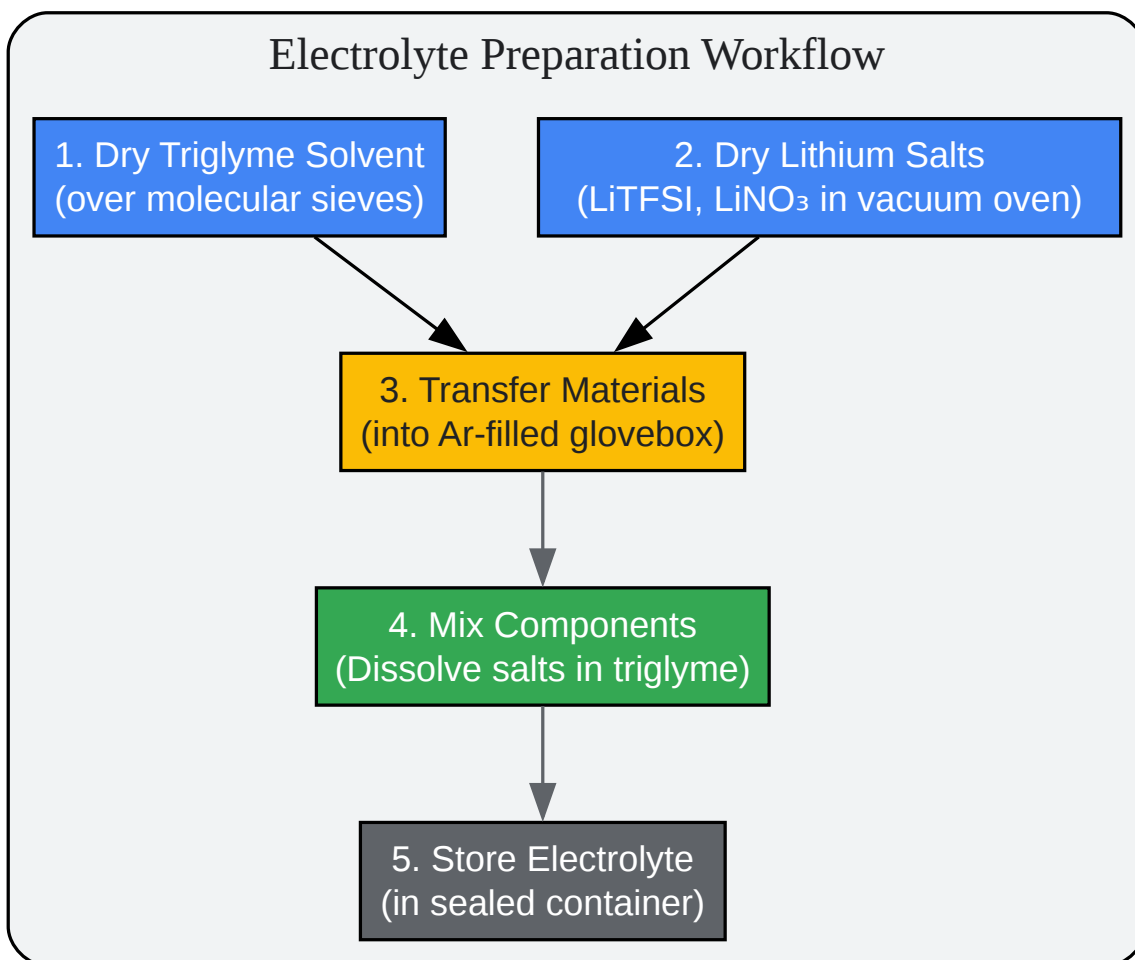 Electrolyte Preparation Workflow
1. Dry Triglyme Solvent
(over molecular sieves)
2. Dry Lithium Salts
(LiTFSI, LiNO₃ in vacuum oven)
3. Transfer Materials
(into Ar-filled glovebox)
4. Mix Components
(Dissolve salts in triglyme)
5. Store Electrolyte
(in sealed container)